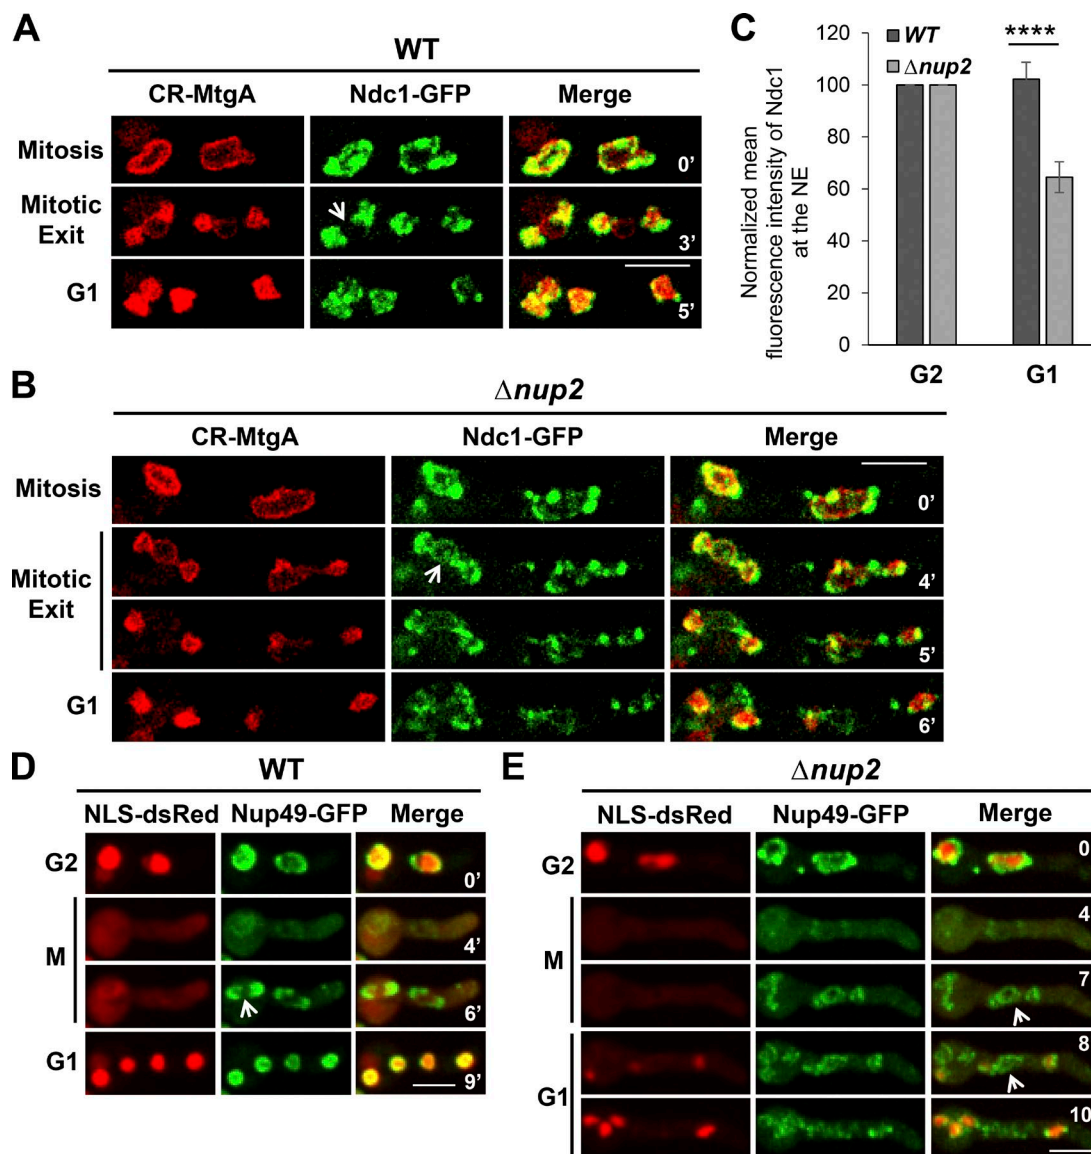 A
WT
CR-MtgA Ndc1-GFP Merge
Mitosis
0'
Mitotic
Exit
3'
G1
5'
C
Normalized mean
fluorescence intensity of Ndc1
at the NE
120
100
80
60
40
20
0
WT
Δnup2
****
G2 G1
B
Δnup2
CR-MtgA Ndc1-GFP Merge
Mitosis
0'
Mitotic
Exit
4'
5'
G1
6'
D
WT
NLS-dsRed Nup49-GFP Merge
G2
0'
M
4'
6'
G1
9'
E
Δnup2
NLS-dsRed Nup49-GFP Merge
G2
0
M
4
7
G1
8
10